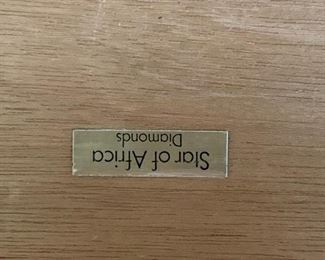 Star of Africa
Diamonds